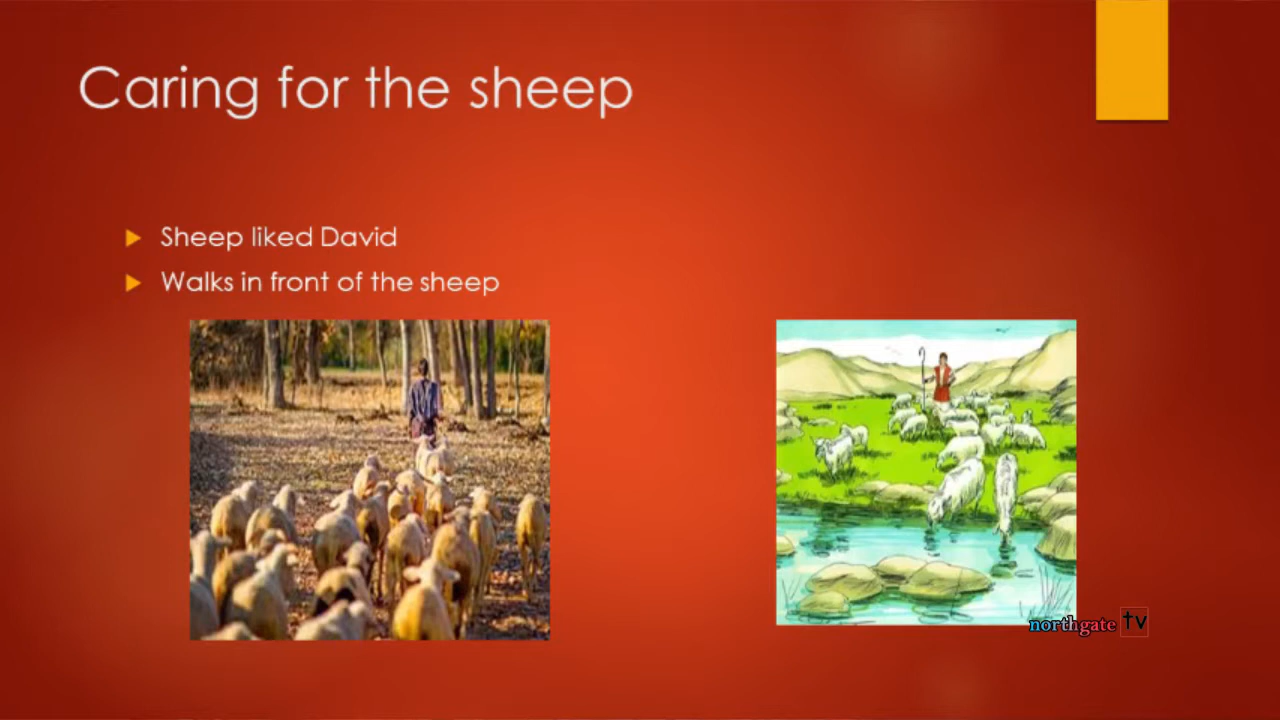 Caring for the sheep
Sheep liked David
Walks in front of the sheep
northgate tv